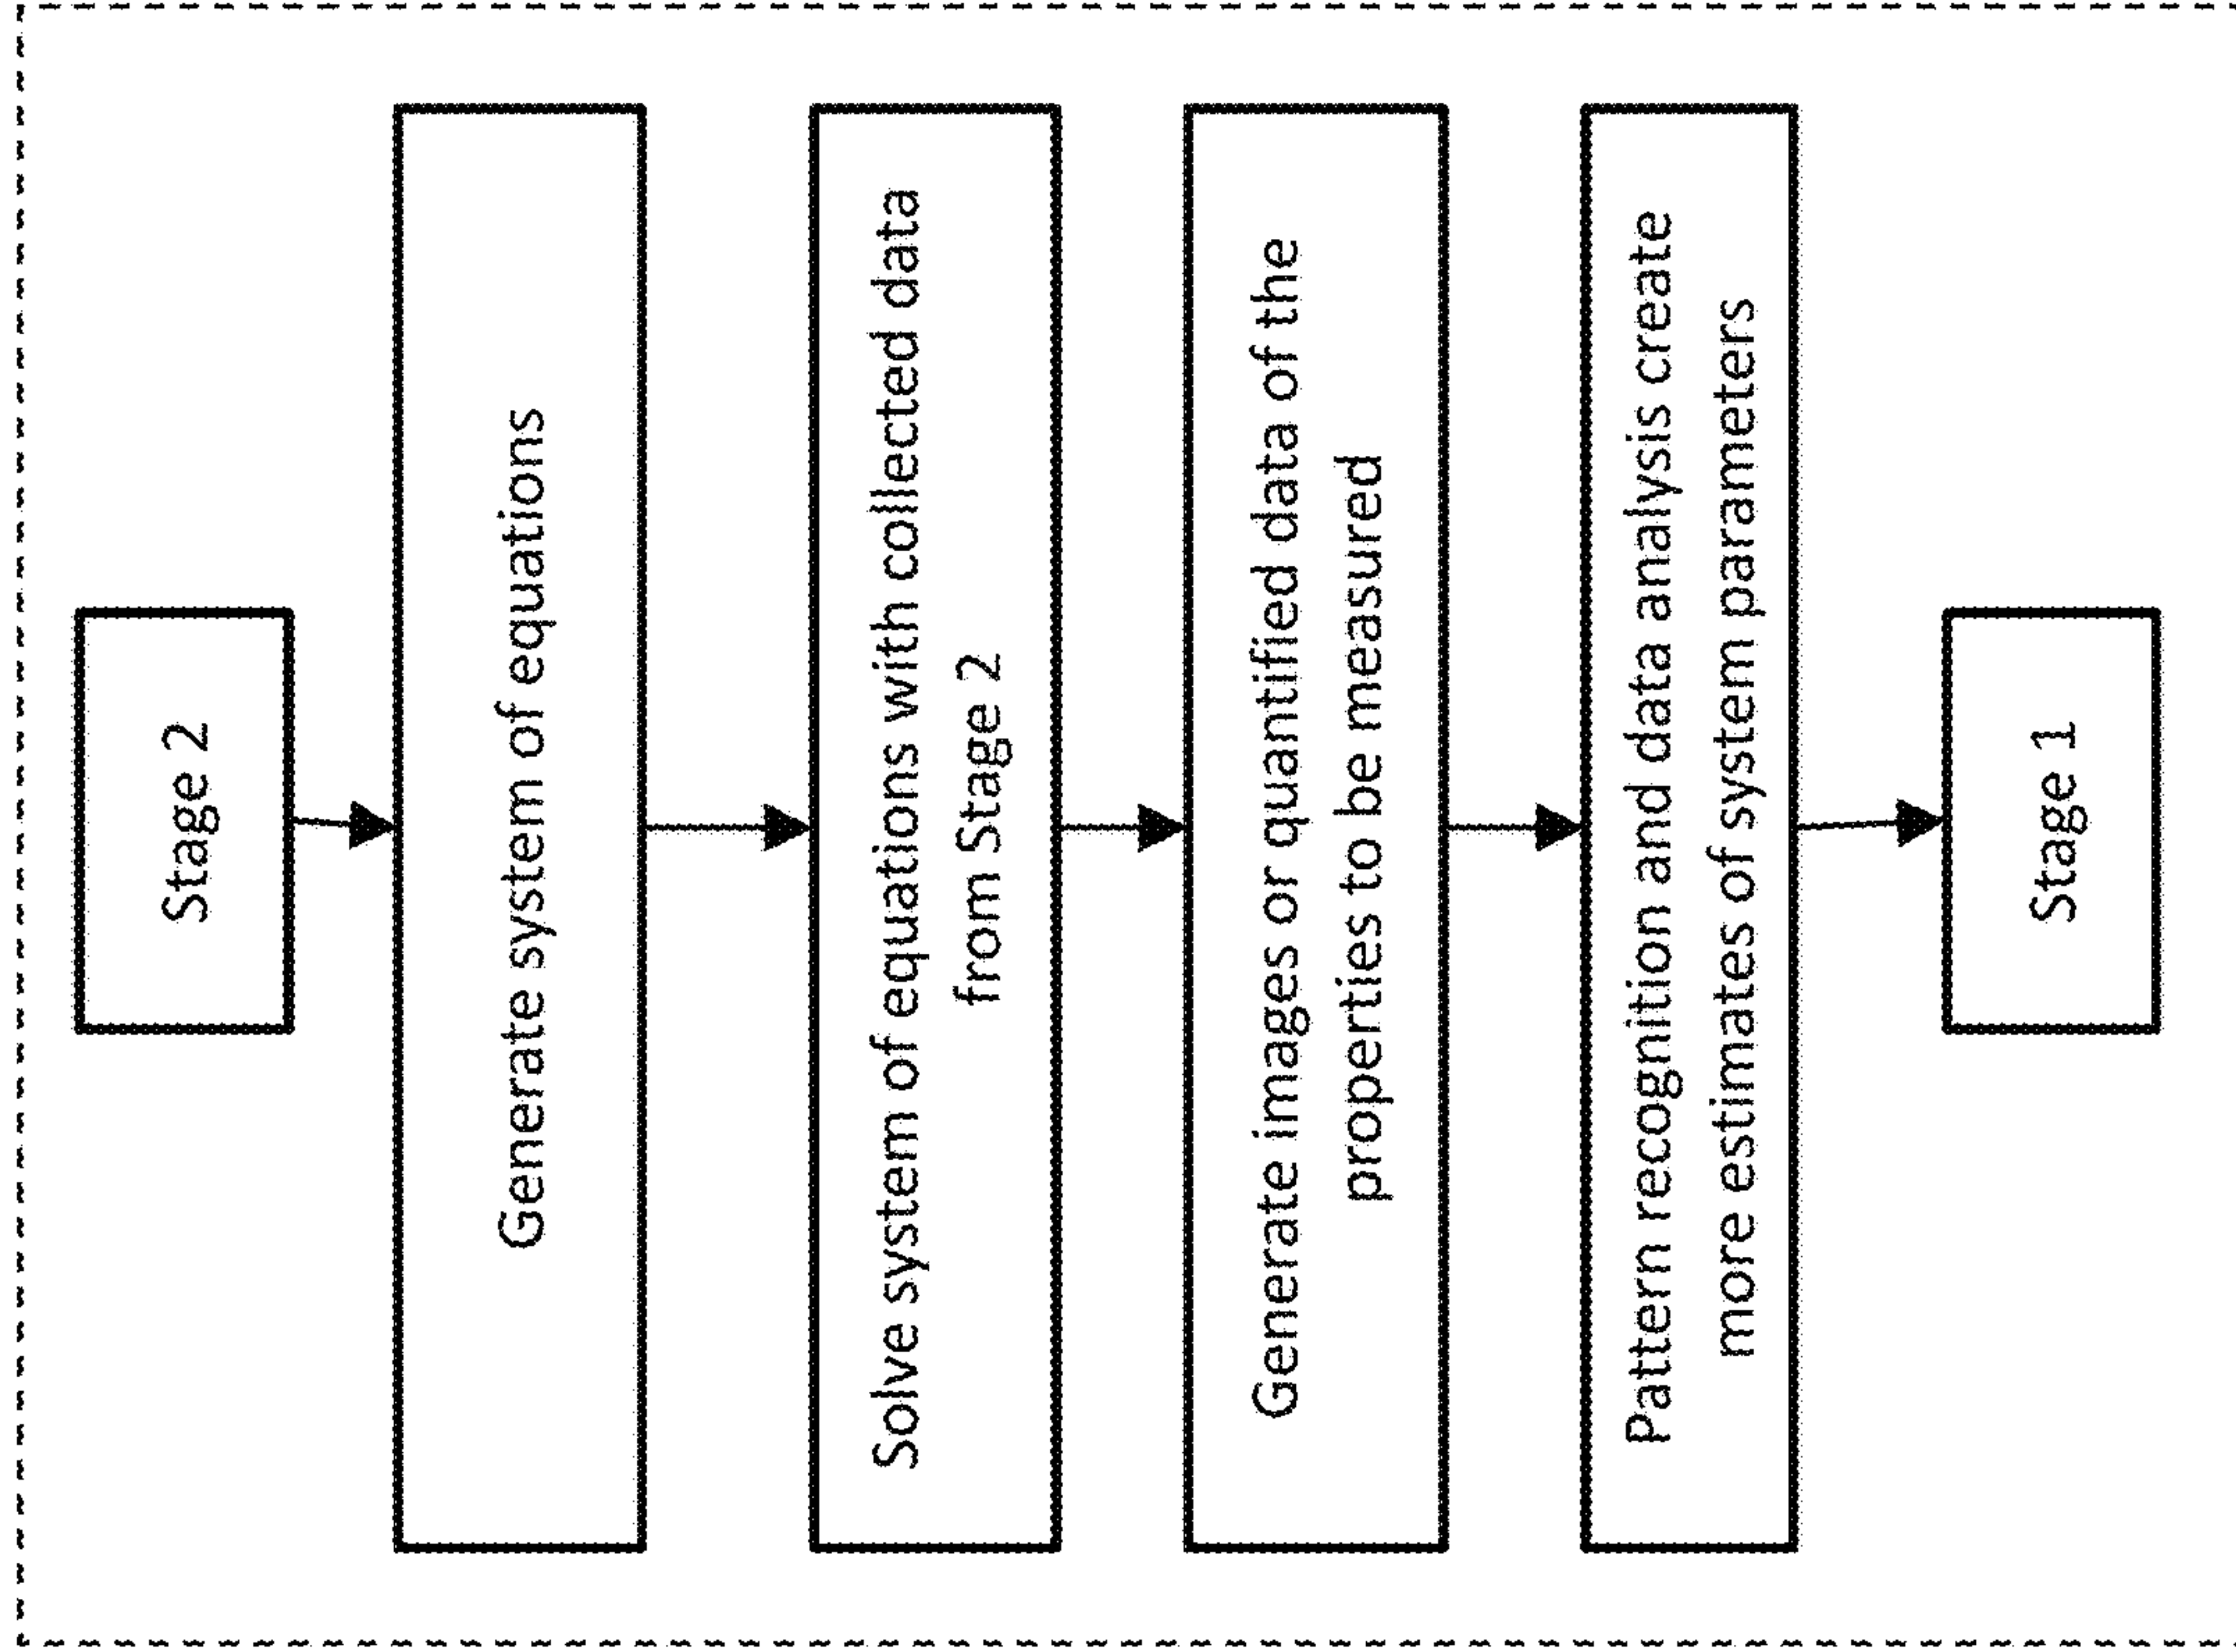 Stage 2
Generate system of equations
Solve system of equations with collected data
from Stage 2
Generate images or quantified data of the
properties to be measured
Pattern recognition and data analysis create
more estimates of system parameters
Stage 1